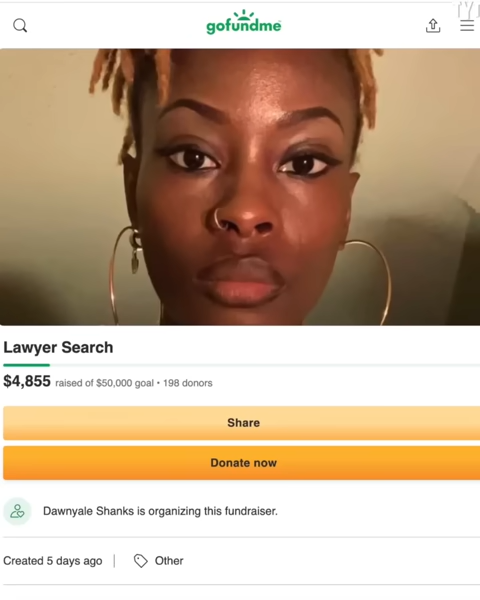 gofundme
Lawyer Search
$4,855 raised of $50,000 goal • 198 donors
Share
Donate now
Dawnyale Shanks is organizing this fundraiser.
Created 5 days ago | Other